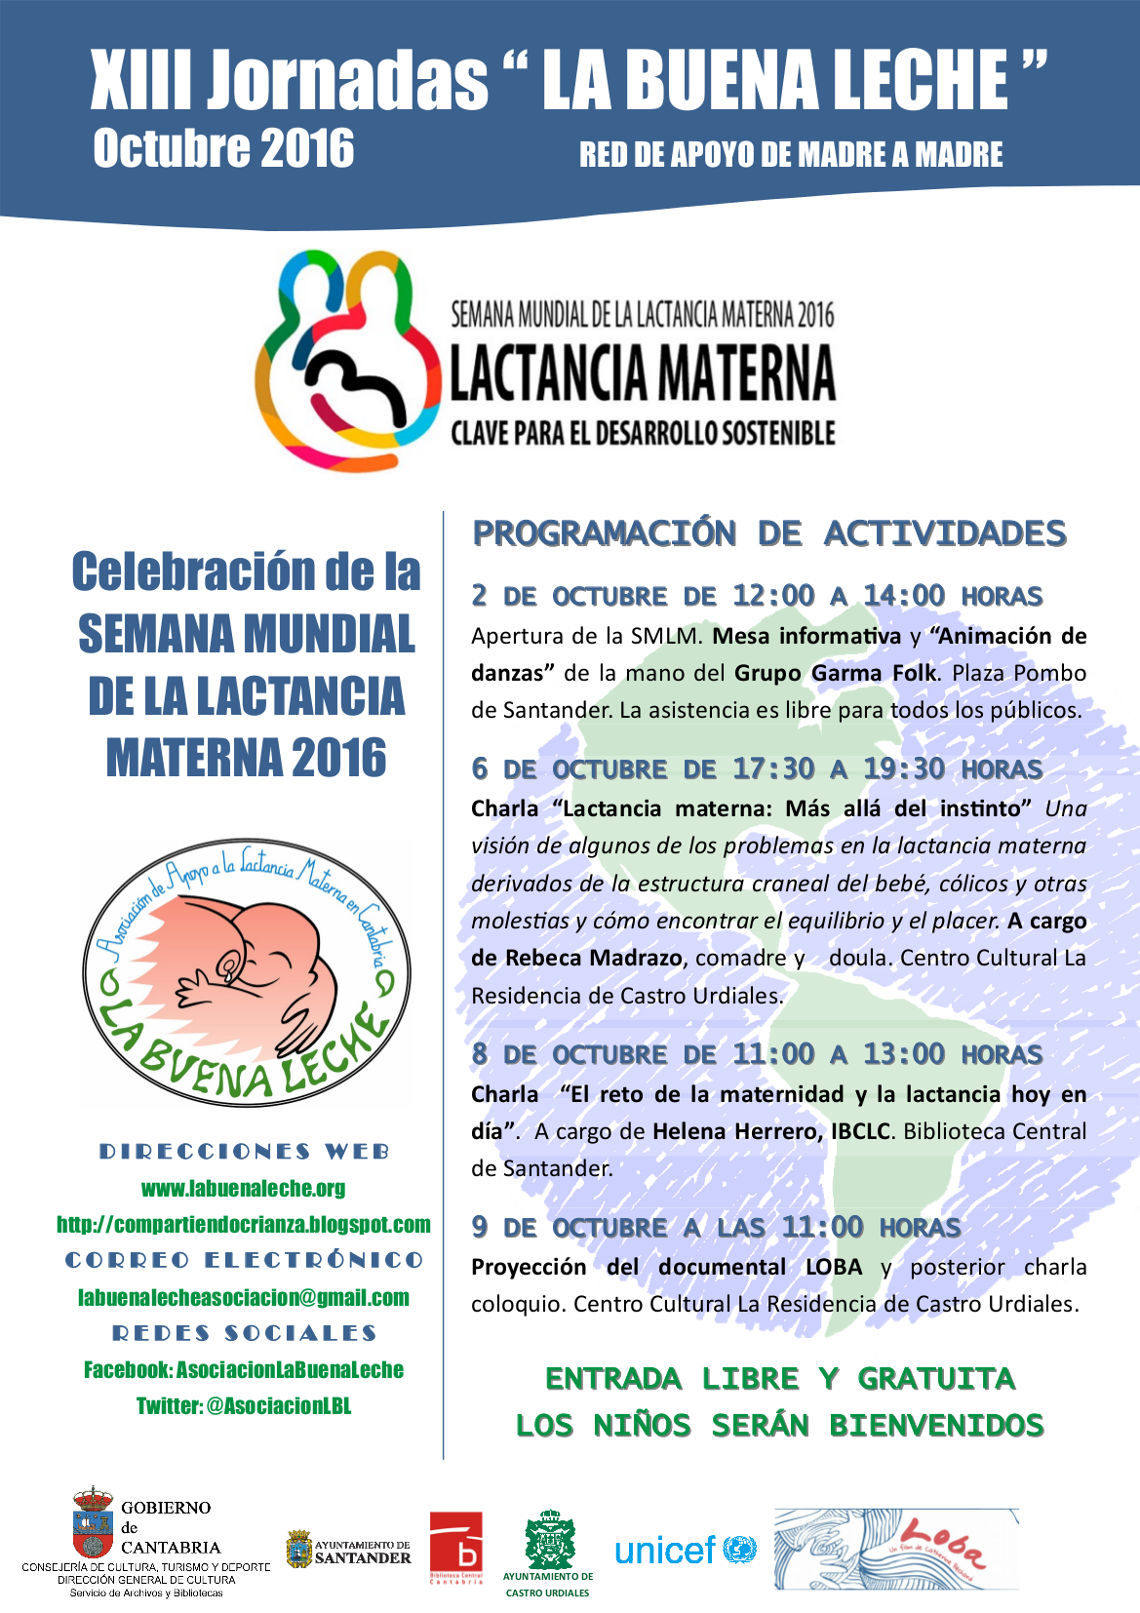 XIII Jornadas “ LA BUENA LECHE ”
Octubre 2016
RED DE APOYO DE MADRE A MADRE
SEMANA MUNDIAL DE LA LACTANCIA MATERNA 2016
LACTANCIA MATERNA
CLAVE PARA EL DESARROLLO SOSTENIBLE
Celebración de la
SEMANA MUNDIAL
DE LA LACTANCIA
MATERNA 2016
Asociación de Apoyo a la Lactancia Materna en Cantabria
LA BUENA LECHE
DIRECCIONES WEB
www.labuenaleche.org
http://compartiendocrianza.blogspot.com
CORREO ELECTRÓNICO
labuenalecheasociacion@gmail.com
REDES SOCIALES
Facebook: AsociacionLaBuenaLeche
Twitter: @AsociacionLBL
PROGRAMACIÓN DE ACTIVIDADES
2 DE OCTUBRE DE 12:00 A 14:00 HORAS
Apertura de la SMLM. Mesa informativa y “Animación de
danzas” de la mano del Grupo Garma Folk. Plaza Pombo
de Santander. La asistencia es libre para todos los públicos.
6 DE OCTUBRE DE 17:30 A 19:30 HORAS
Charla “Lactancia materna: Más allá del instinto” Una
visión de algunos de los problemas en la lactancia materna
derivados de la estructura craneal del bebé, cólicos y otras
molestias y cómo encontrar el equilibrio y el placer. A cargo
de Rebeca Madrazo, comadre y doula. Centro Cultural La
Residencia de Castro Urdiales.
8 DE OCTUBRE DE 11:00 A 13:00 HORAS
Charla “El reto de la maternidad y la lactancia hoy en
día”. A cargo de Helena Herrero, IBCLC. Biblioteca Central
de Santander.
9 DE OCTUBRE A LAS 11:00 HORAS
Proyección del documental LOBA y posterior charla
coloquio. Centro Cultural La Residencia de Castro Urdiales.
ENTRADA LIBRE Y GRATUITA
LOS NIÑOS SERÁN BIENVENIDOS
GOBIERNO
de
CANTABRIA
CONSEJERÍA DE CULTURA, TURISMO Y DEPORTE
DIRECCIÓN GENERAL DE CULTURA
Servicio de Archivos y Bibliotecas
AYUNTAMIENTO DE
SANTANDER
b
Biblioteca Central
Cantabria
AYUNTAMIENTO DE
CASTRO URDIALES
unicef
Loba
Un film de Catherine Béchard